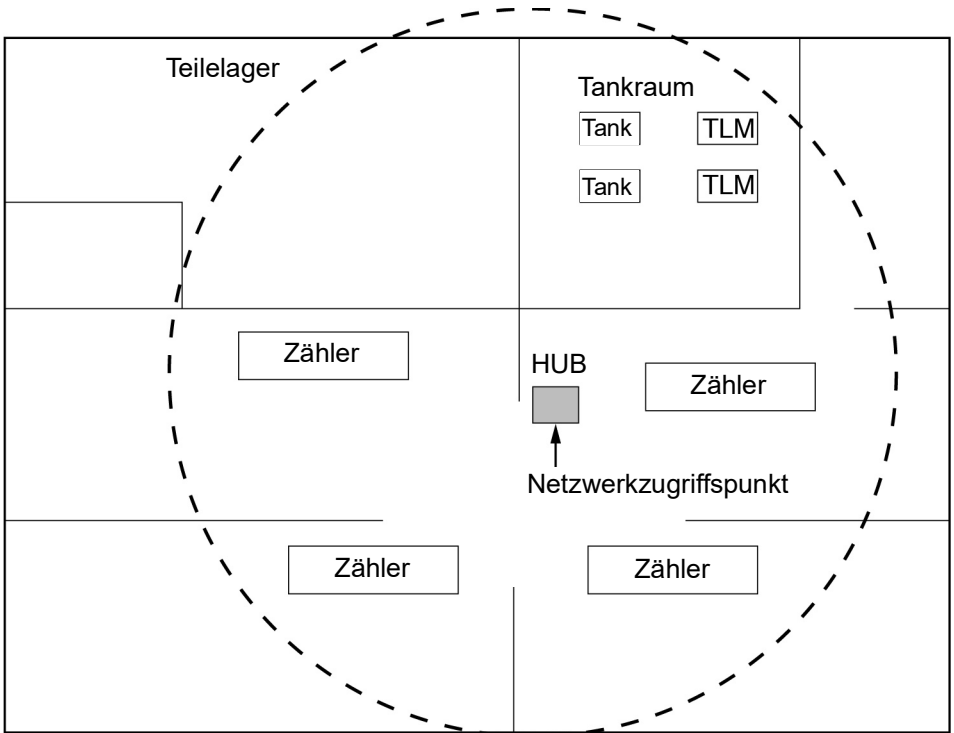 Teilelager
Tankraum
Tank
TLM
Tank
TLM
Zähler
HUB
Zähler
Netzwerkzugriffspunkt
Zähler
Zähler